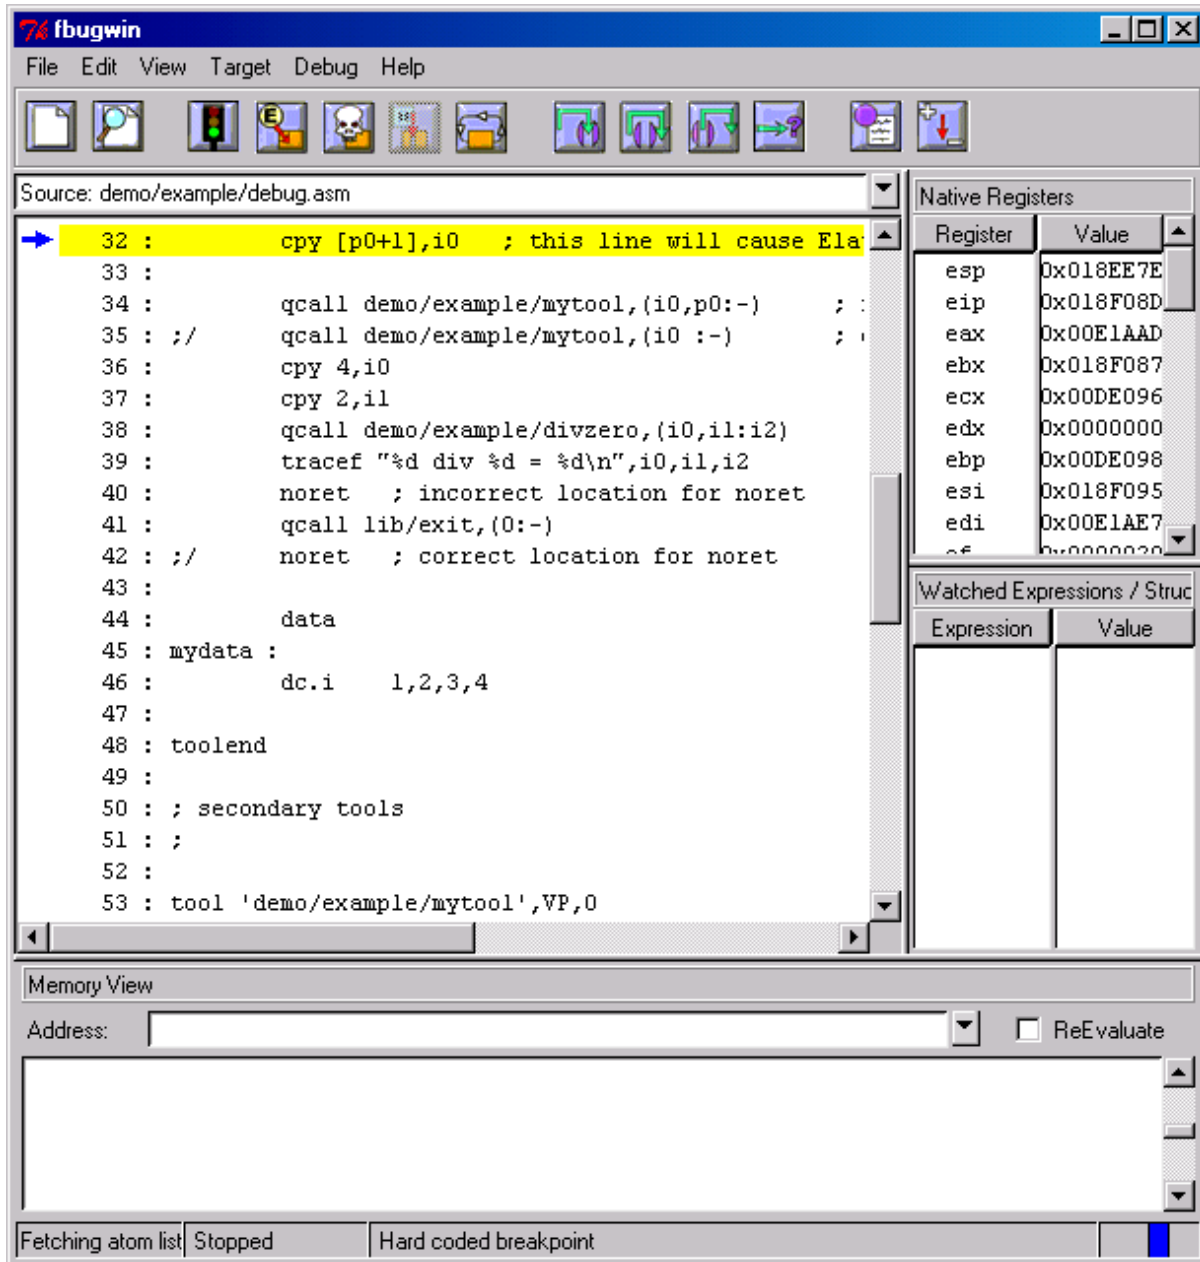 fbugwin
File Edit View Target Debug Help
Source: demo/example/debug.asm
32 : cpy [p0+1],i0 ; this line will cause Ela
33 :
34 : qcall demo/example/mytool,(i0,p0:-) ;
35 : ;/ qcall demo/example/mytool,(i0 :-) ;
36 : cpy 4,i0
37 : cpy 2,i1
38 : qcall demo/example/divzero,(i0,i1:i2)
39 : tracef "%d div %d = %d\n",i0,i1,i2
40 : noret ; incorrect location for noret
41 : qcall lib/exit,(0:-)
42 : ;/ noret ; correct location for noret
43 :
44 : data
45 : mydata :
46 : dc.i 1,2,3,4
47 :
48 : toolend
49 :
50 : ; secondary tools
51 : ;
52 :
53 : tool 'demo/example/mytool',VP,0
Native Registers
Register Value
esp 0x018EE7E
eip 0x018F08D
eax 0x00E1AAD
ebx 0x018F087
ecx 0x00DE096
edx 0x0000000
ebp 0x00DE098
esi 0x018F095
edi 0x00E1AE7
ef 0x0000020
Watched Expressions / Struc
Expression Value
Memory View
Address: ReEvaluate
Fetching atom list Stopped Hard coded breakpoint